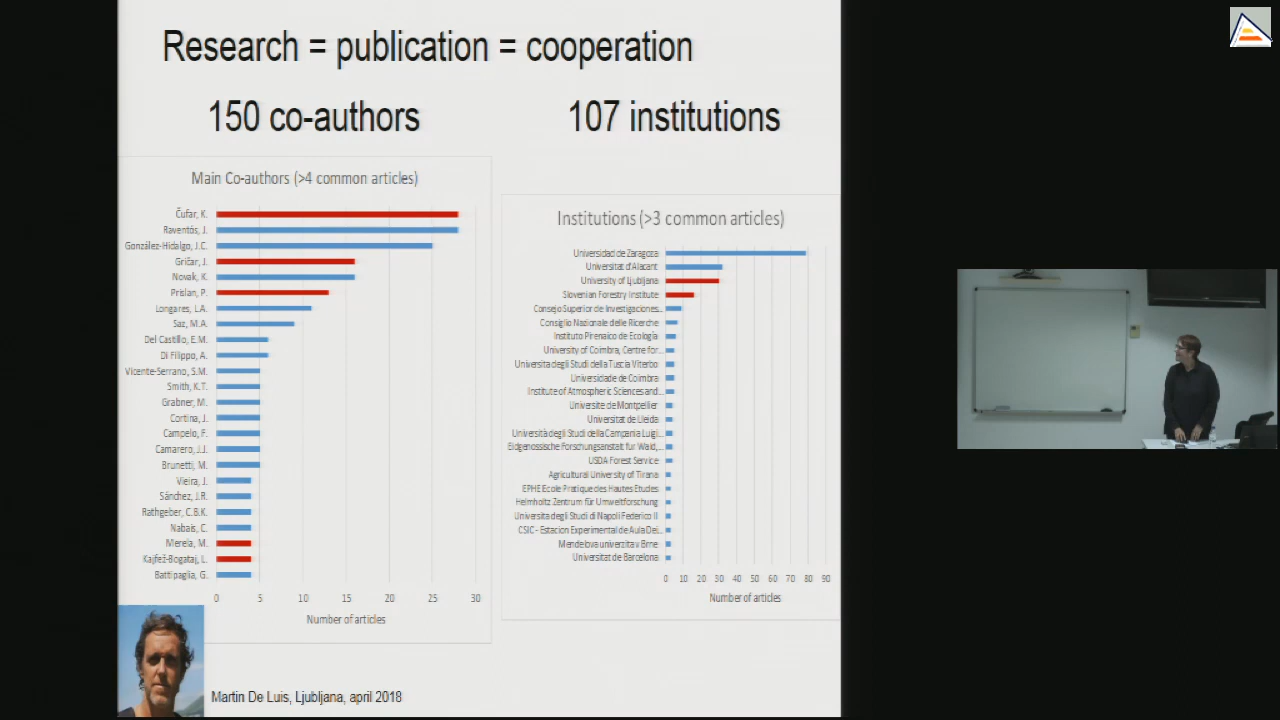 Research = publication = cooperation
150 co-authors
107 institutions
Main Co-authors (>4 common articles)
Čufar, K.
Raventós, J.
González-Hidalgo, J.C.
Gričar, J.
Novak, K.
Prislan, P.
Longares, L.A.
Saz, M.A.
Del Castillo, E.M.
Di Filippo, A.
Vicente-Serrano, S.M.
Smith, K.T.
Grabner, M.
Cortina, J.
Campelo, F.
Camarero, J.J.
Brunetti, M.
Vieira, J.
Sánchez, J.R.
Rathgeber, C.B.K.
Nabais, C.
Merela, M.
Kajfež-Bogataj, L.
Battipaglia, G.
0 5 10 15 20 25 30
Number of articles
Institutions (>3 common articles)
Universidad de Zaragoza
Universitat d'Alacant
University of Ljubljana
Slovenian Forestry Institute
Consejo Superior de Investigaciones...
Consiglio Nazionale delle Ricerche
Instituto Pirenaico de Ecología
University of Coimbra, Centre for...
Universita degli Studi della Tuscia Viterbo
Universidade de Coimbra
Institute of Atmospheric Sciences and...
Universite de Montpellier
Universitat de Lleida
Università degli Studi della Campania Luigi...
Eidgenossische Forschungsanstalt fur Wald,...
USDA Forest Service
Agricultural University of Tirana
EPHE Ecole Pratique des Hautes Etudes
Helmholtz Zentrum für Umweltforschung
Universita degli Studi di Napoli Federico II
CSIC - Estacion Experimental de Aula Dei...
Mendelova univerzita v Brne
Universitat de Barcelona
0 10 20 30 40 50 60 70 80 90
Number of articles
Martin De Luis, Ljubljana, april 2018